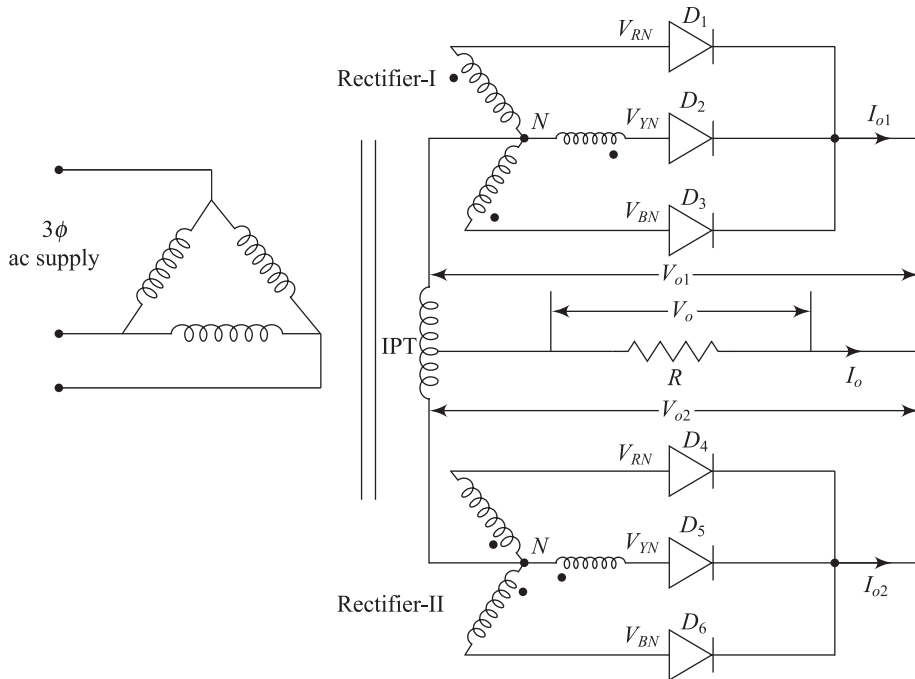 Rectifier-I
V_RN
D_1
N
V_YN
D_2
I_o1
V_BN
D_3
3ϕ
ac supply
V_o1
V_o
IPT
R
I_o
V_o2
V_RN
D_4
N
V_YN
D_5
I_o2
Rectifier-II
V_BN
D_6